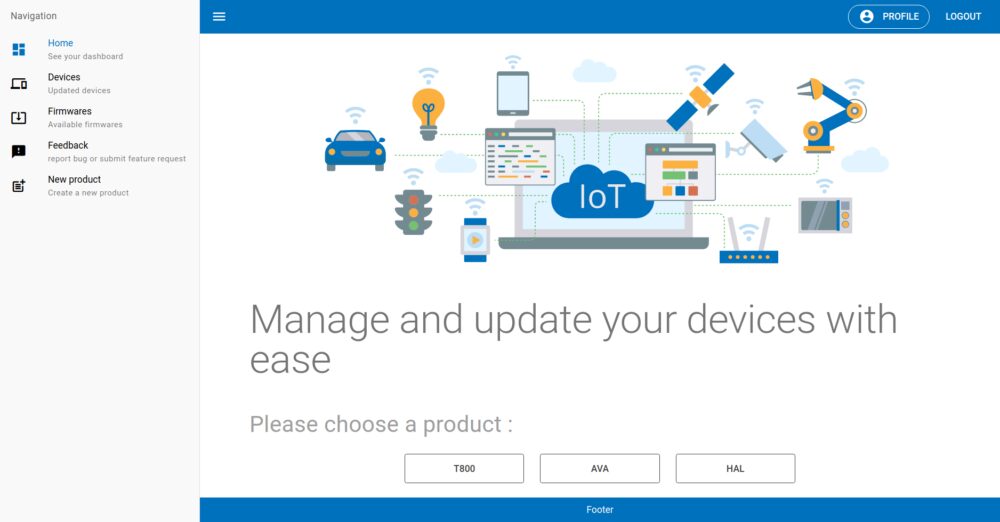 Navigation
Home
See your dashboard
Devices
Updated devices
Firmwares
Available firmwares
Feedback
report bug or submit feature request
New product
Create a new product
PROFILE
LOGOUT
IoT
Manage and update your devices with
ease
Please choose a product :
T800
AVA
HAL
Footer